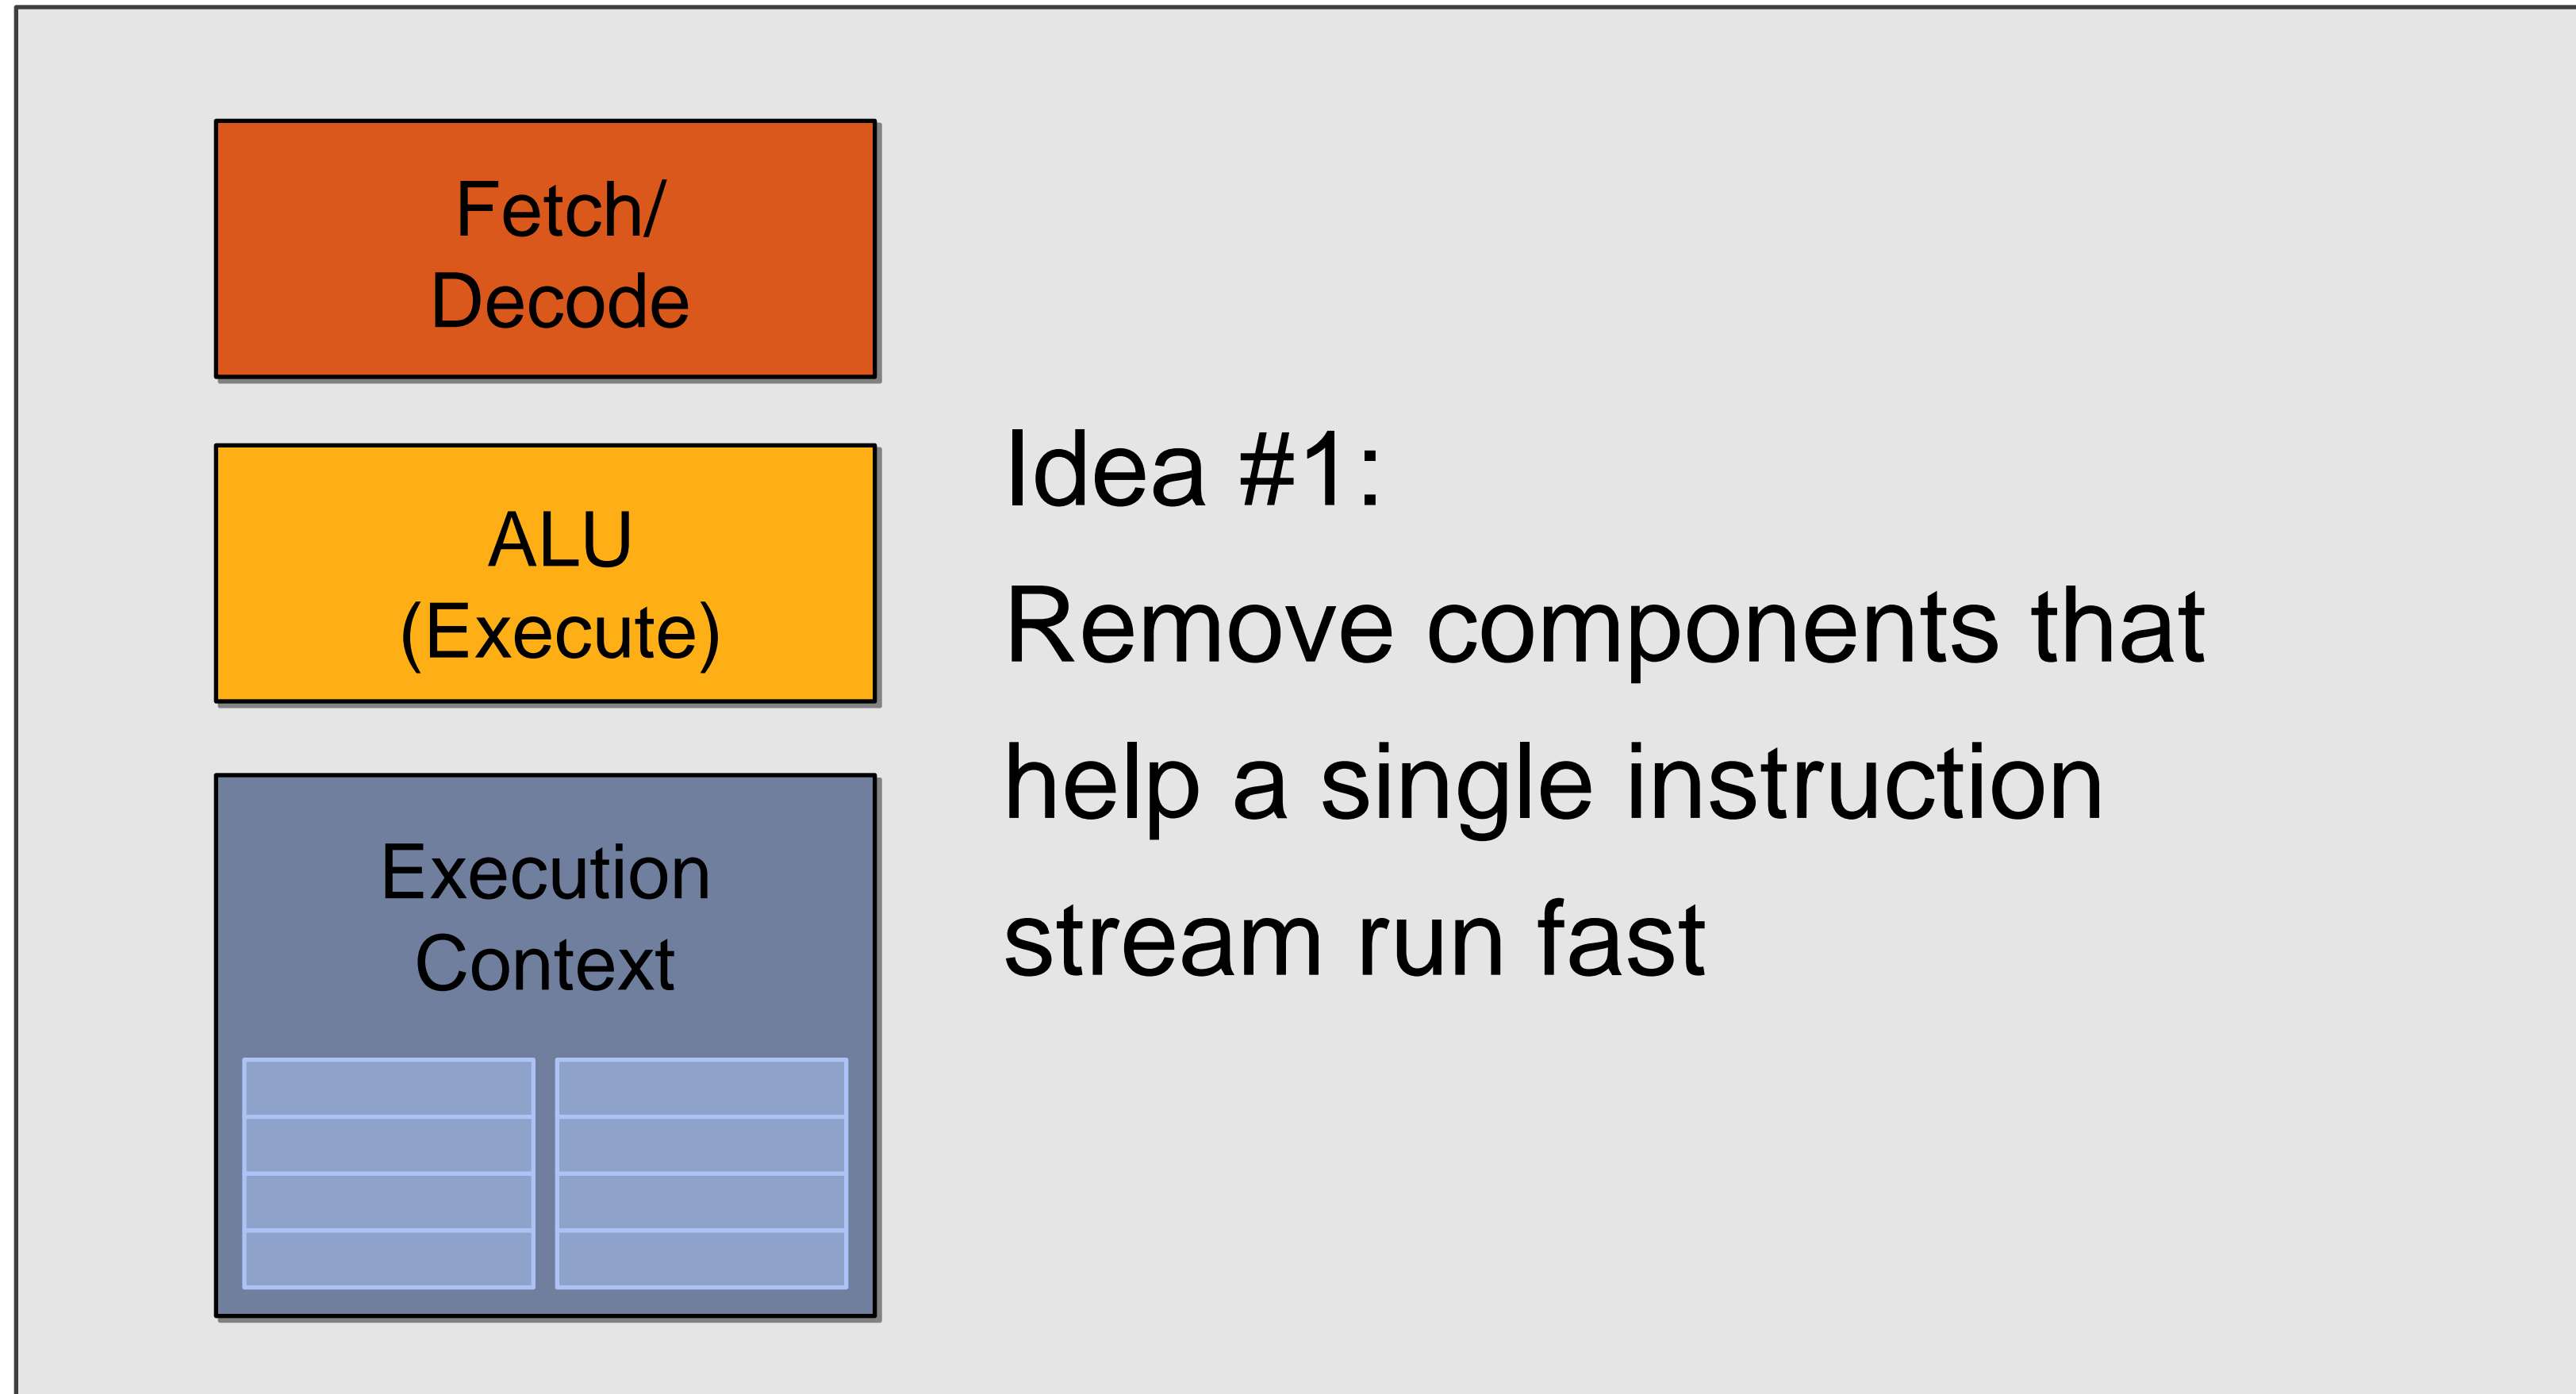 Fetch/
Decode
ALU
(Execute)
Execution
Context
Idea #1:
Remove components that
help a single instruction
stream run fast